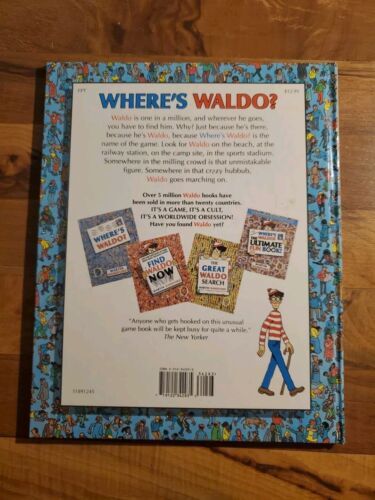 FPT $12.95
WHERE'S WALDO?
Waldo is one in a million, and wherever he goes,
you have to find him. Why? Just because he's there,
because he's Waldo, because Where's Waldo? is the
name of the game. Look for Waldo on the beach, at the
railway station, on the camp site, in the sports stadium.
Somewhere in the milling crowd is that unmistakable
figure. Somewhere in that crazy hubbub,
Waldo goes marching on.
Over 5 million Waldo books have
been sold in more than twenty countries.
IT'S A GAME, IT'S A CULT,
IT'S A WORLDWIDE OBSESSION!
Have you found Waldo yet?
WHERE'S
WALDO?
FIND
WALDO
NOW
THE
GREAT
WALDO
SEARCH
WHERE'S
WALDO?
THE
ULTIMATE
FUN BOOK!
"Anyone who gets hooked on this unusual
game book will be kept busy for quite a while."
The New Yorker